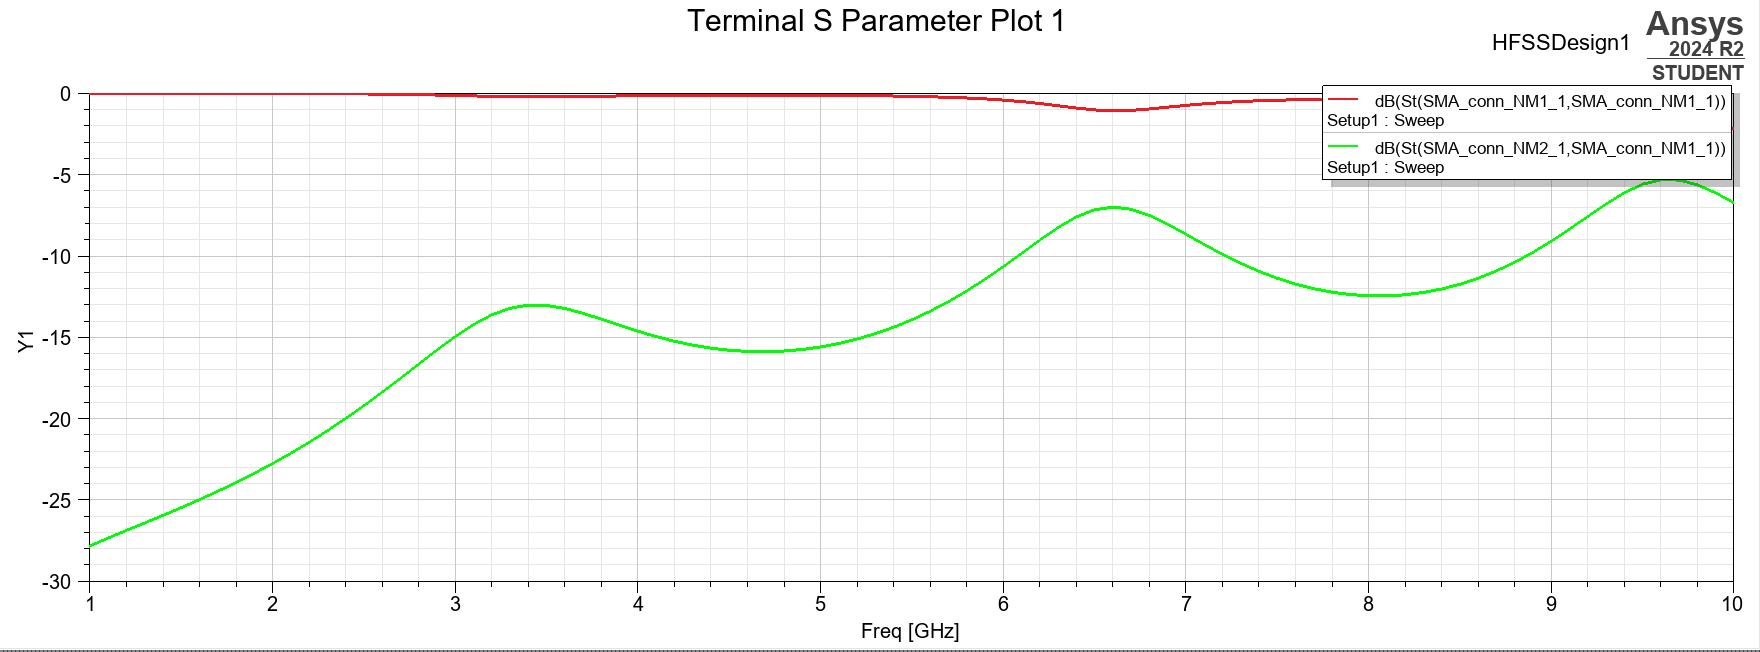 Terminal S Parameter Plot 1
HFSSDesign1
Ansys
2024 R2
STUDENT
dB(St(SMA_conn_NM1_1,SMA_conn_NM1_1))
Setup1 : Sweep
dB(St(SMA_conn_NM2_1,SMA_conn_NM1_1))
Setup1 : Sweep
0
-5
-10
-15
-20
-25
-30
Y1
1 2 3 4 5 6 7 8 9 10
Freq [GHz]